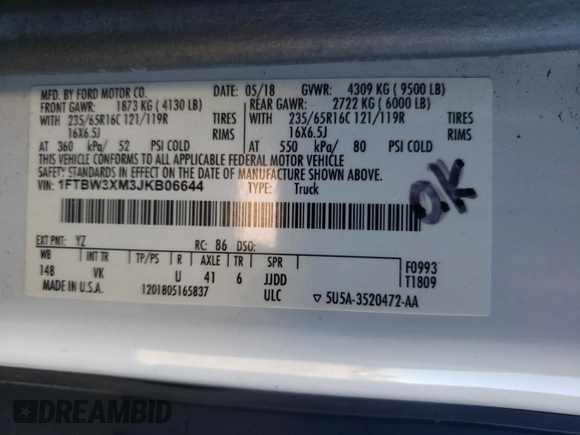 MFD. BY FORD MOTOR CO. 05/18 GVWR: 4309 KG ( 9500 LB)
FRONT GAWR: 1873 KG ( 4130 LB) REAR GAWR: 2722 KG ( 6000 LB)
WITH 235/65R16C 121/119R TIRES WITH 235/65R16C 121/119R TIRES
16X6.5J RIMS 16X6.5J RIMS
AT 360 kPa/ 52 PSI COLD AT 550 kPa/ 80 PSI COLD
THIS VEHICLE CONFORMS TO ALL APPLICABLE FEDERAL MOTOR VEHICLE
SAFETY STANDARDS IN EFFECT ON THE DATE OF MANUFACTURE SHOWN ABOVE.
VIN: 1FTBW3XM3JKB06644 TYPE: Truck
O.K
EXT PNT: YZ RC: 86 DSO:
WB INT TR TP/PS R AXLE TR SPR F0993
148 VK U 41 6 JJDD T1809
MADE IN U.S.A. 1201805165837 ULC ▽ 5U5A-3520472-AA
DREAMBID